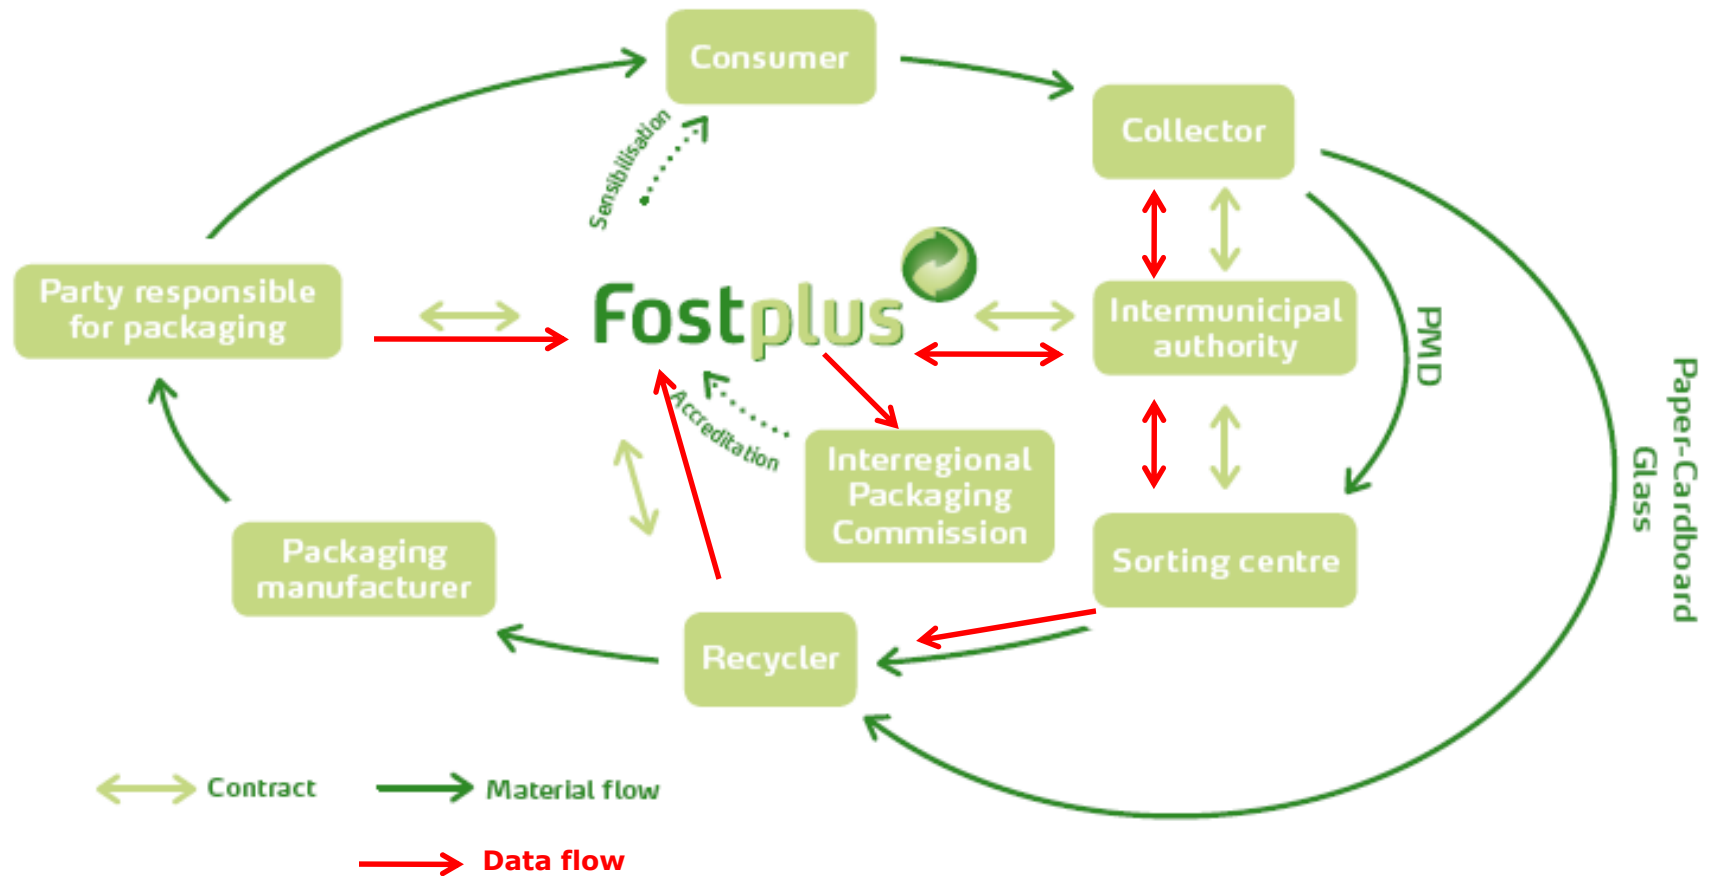 Consumer
Collector
Sensibilisation
Party responsible
for packaging
Fostplus
Intermunicipal
authority
PMD
Paper-Cardboard
Glass
Accreditation
Interregional
Packaging
Commission
Packaging
manufacturer
Sorting centre
Recycler
Contract
Material flow
Data flow